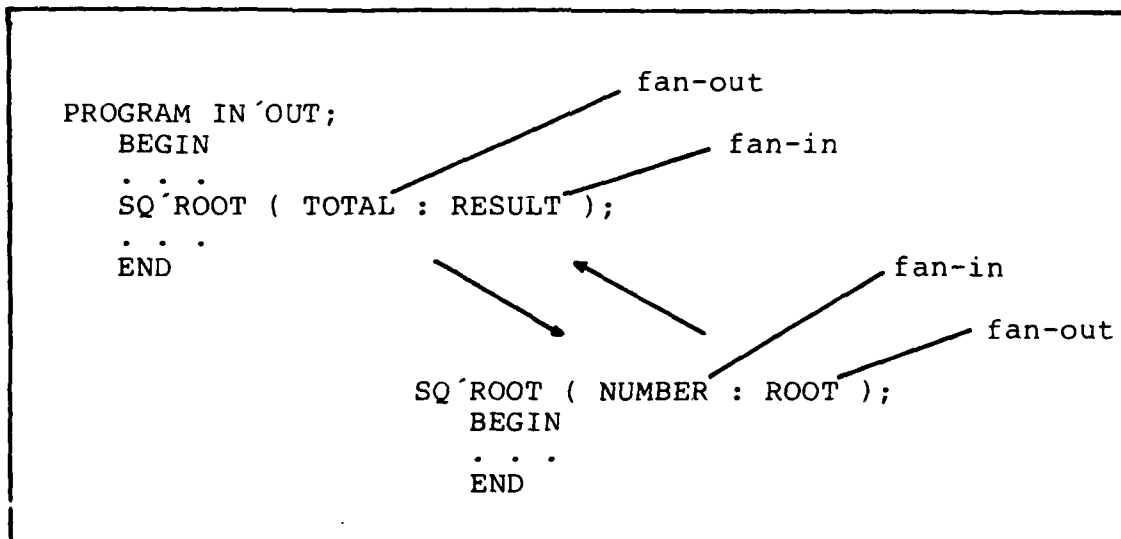 fan-out
PROGRAM IN´OUT;
BEGIN
fan-in
. . .
SQ´ROOT ( TOTAL : RESULT );
. . .
END
fan-in
fan-out
SQ´ROOT ( NUMBER : ROOT );
BEGIN
. . .
END